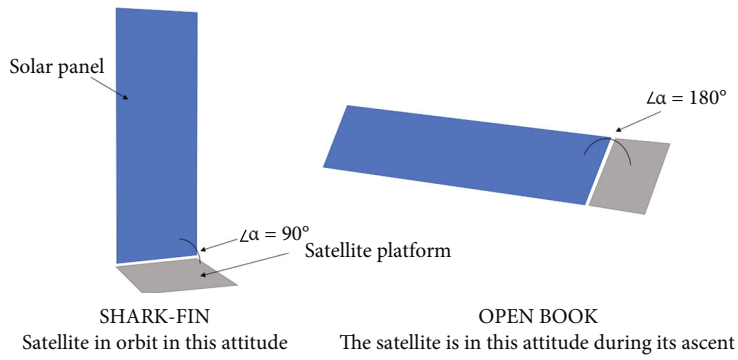 Solar panel
∠α = 90°
Satellite platform
SHARK-FIN
Satellite in orbit in this attitude
∠α = 180°
OPEN BOOK
The satellite is in this attitude during its ascent